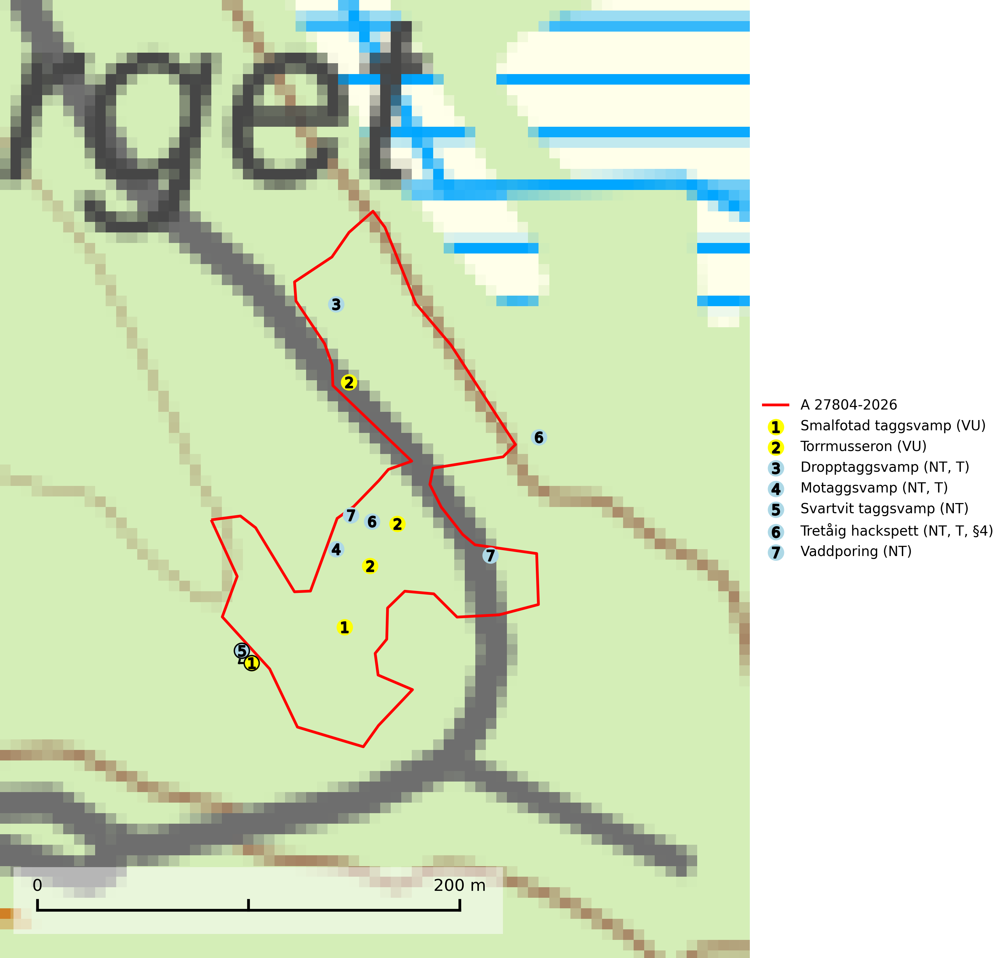 get
3
2
6
7
6
2
4
2
7
1
5
1
0
200 m
A 27804-2026
1 Smalfotad taggsvamp (VU)
2 Torrmusseron (VU)
3 Dropptaggsvamp (NT, T)
4 Motaggsvamp (NT, T)
5 Svartvit taggsvamp (NT)
6 Tretåig hackspett (NT, T, §4)
7 Vaddporing (NT)